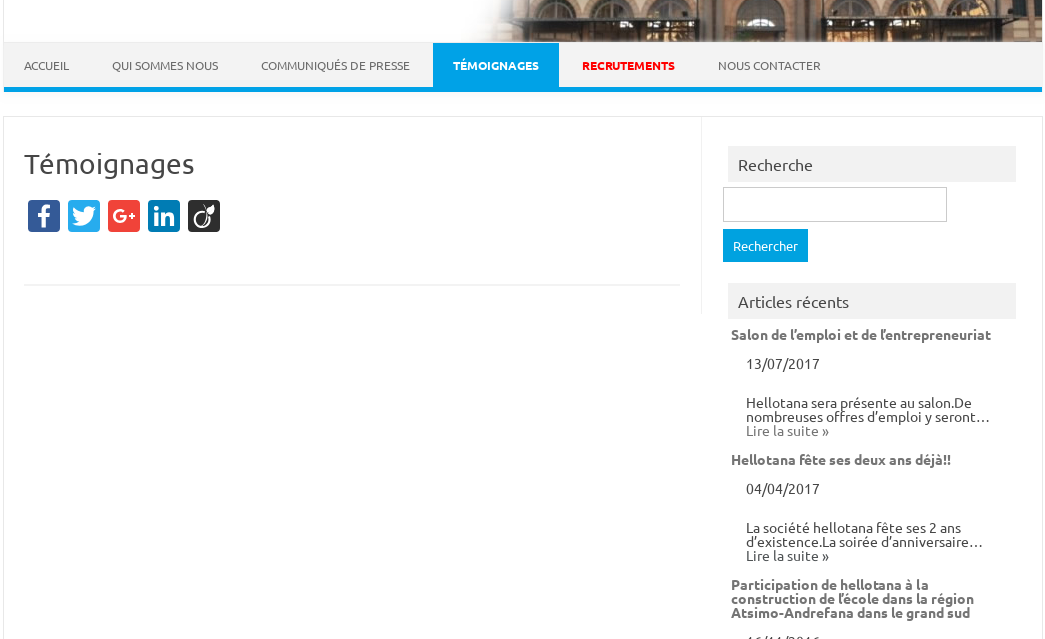 ACCUEIL QUI SOMMES NOUS COMMUNIQUÉS DE PRESSE TÉMOIGNAGES RECRUTEMENTS NOUS CONTACTER
Témoignages
Recherche
Rechercher
Articles récents
Salon de l’emploi et de l’entrepreneuriat
13/07/2017
Hellotana sera présente au salon.De
nombreuses offres d’emploi y seront…
Lire la suite »
Hellotana fête ses deux ans déjà!!
04/04/2017
La société hellotana fête ses 2 ans
d’existence.La soirée d’anniversaire…
Lire la suite »
Participation de hellotana à la
construction de l’école dans la région
Atsimo-Andrefana dans le grand sud